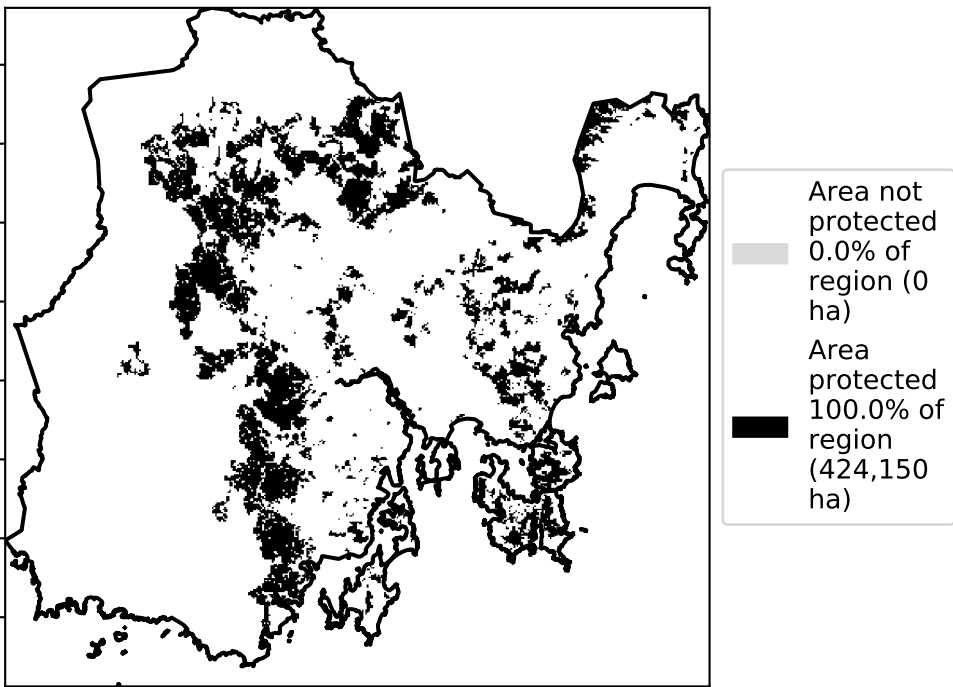 Area not
protected
0.0% of
region (0
ha)
Area
protected
100.0% of
region
(424,150
ha)